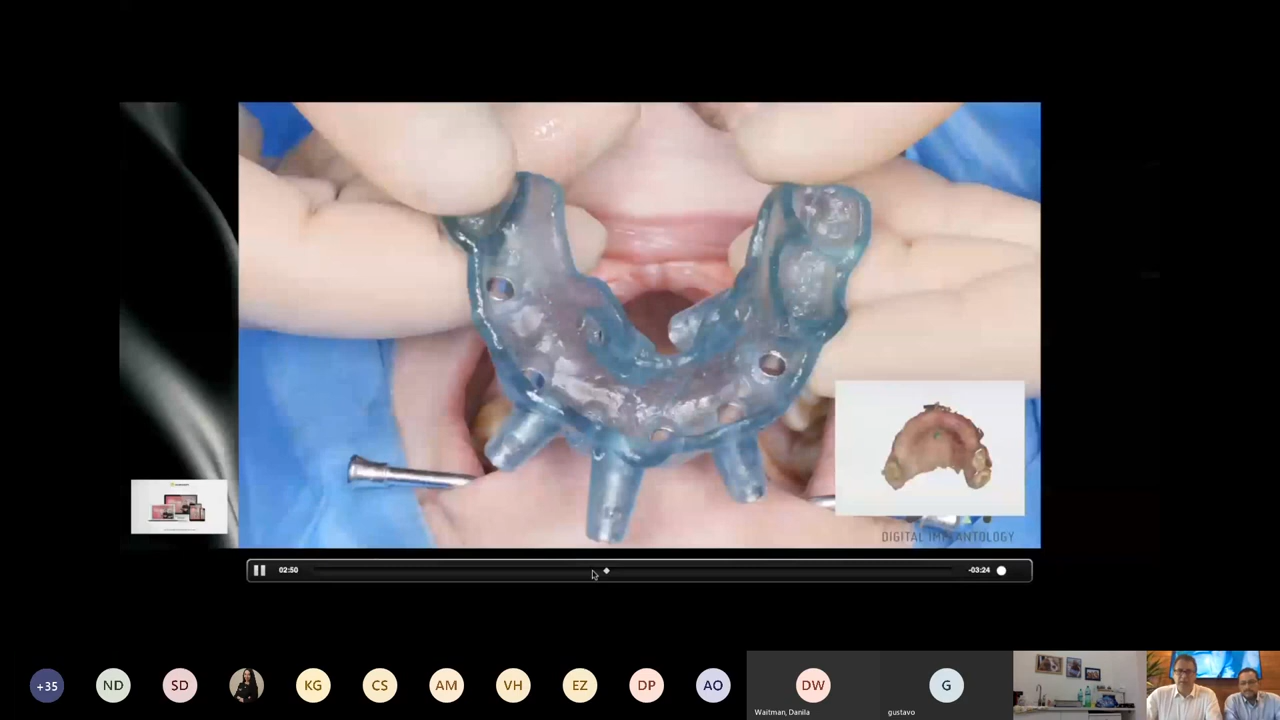 DIGITAL IMPLANTOLOGY
02:50
-03:24
+35
ND
SD
KG
CS
AM
VH
EZ
DP
AO
DW
G
Waitman, Danila
gustavo